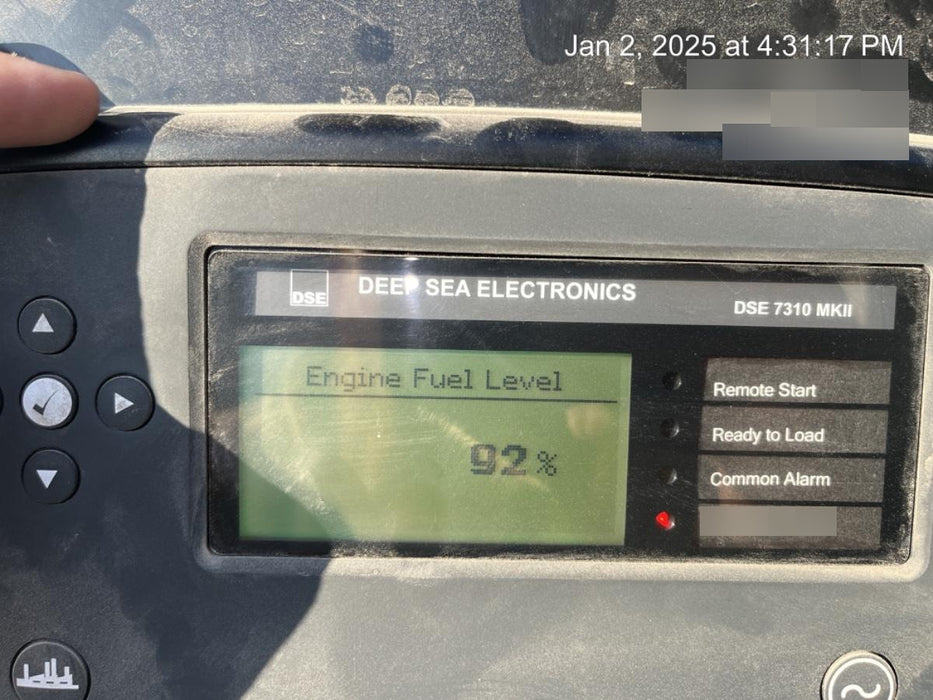 Jan 2, 2025 at 4:31:17 PM
DSE
DEEP SEA ELECTRONICS
DSE 7310 MKII
Engine Fuel Level
92 %
Remote Start
Ready to Load
Common Alarm